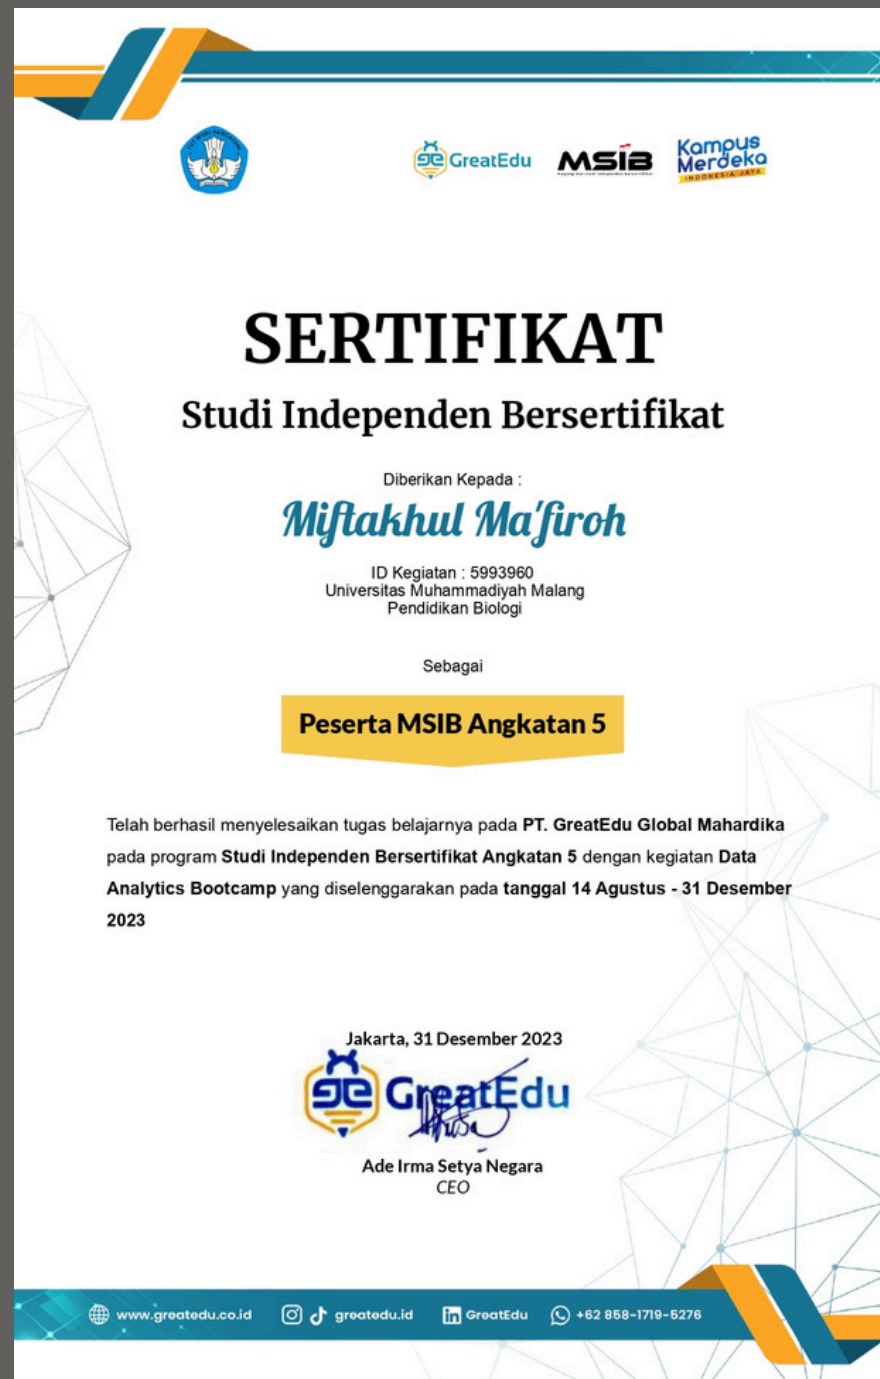 TUT WURI HANDAYANI
GreatEdu
MSIB
Kampus
Merdeka
INDONESIA JAYA
SERTIFIKAT
Studi Independen Bersertifikat
Diberikan Kepada :
Miftakhul Ma'firoh
ID Kegiatan : 5993960
Universitas Muhammadiyah Malang
Pendidikan Biologi
Sebagai
Peserta MSIB Angkatan 5
Telah berhasil menyelesaikan tugas belajarnya pada PT. GreatEdu Global Mahardika
pada program Studi Independen Bersertifikat Angkatan 5 dengan kegiatan Data
Analytics Bootcamp yang diselenggarakan pada tanggal 14 Agustus - 31 Desember
2023
Jakarta, 31 Desember 2023
GreatEdu
Ade Irma Setya Negara
CEO
www.greatedu.co.id greatedu.id GreatEdu +62 858-1719-5276